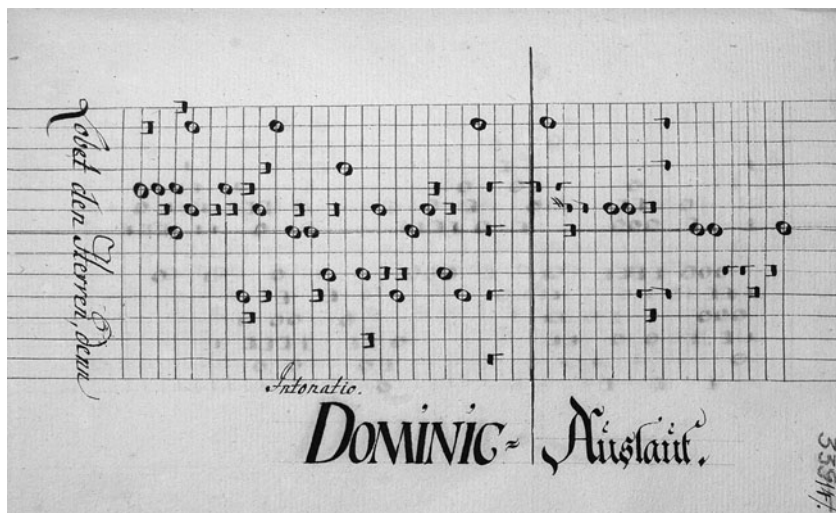 Lobet den Herren, denn
Intonatio.
DOMINIC= Auslaut.